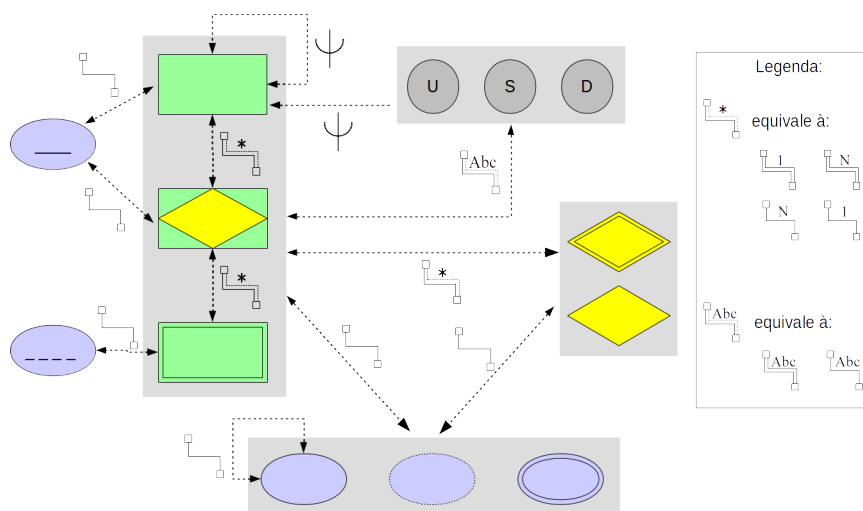 U S D
Legenda:
*
equivale à:
1 N
*
Abc
N 1
*
*
Abc
equivale à:
Abc Abc